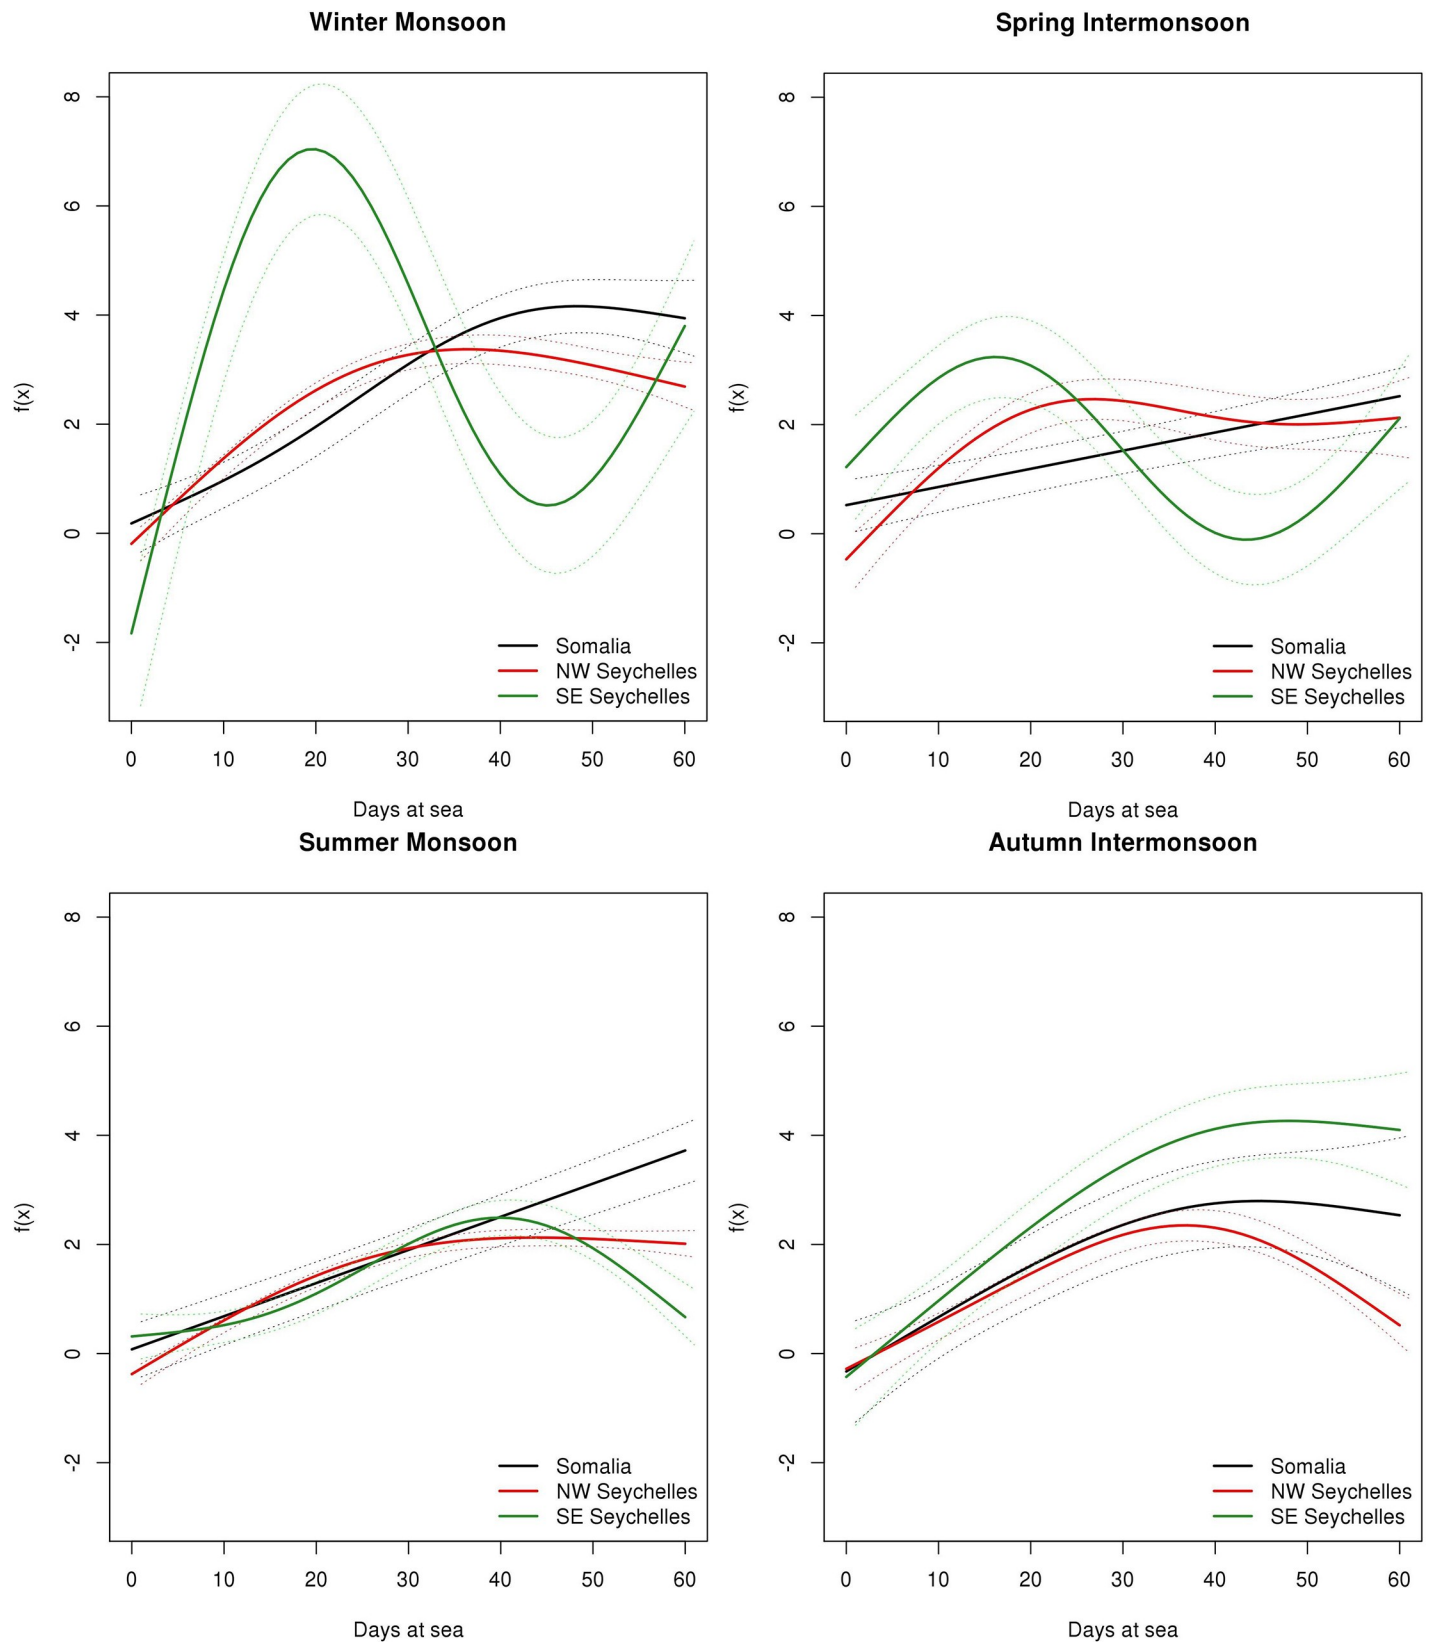 Winter Monsoon
f(x)
8
6
4
2
0
-2
Somalia
NW Seychelles
SE Seychelles
0 10 20 30 40 50 60
Days at sea
Spring Intermonsoon
f(x)
8
6
4
2
0
-2
Somalia
NW Seychelles
SE Seychelles
0 10 20 30 40 50 60
Days at sea
Summer Monsoon
f(x)
8
6
4
2
0
-2
Somalia
NW Seychelles
SE Seychelles
0 10 20 30 40 50 60
Days at sea
Autumn Intermonsoon
f(x)
8
6
4
2
0
-2
Somalia
NW Seychelles
SE Seychelles
0 10 20 30 40 50 60
Days at sea